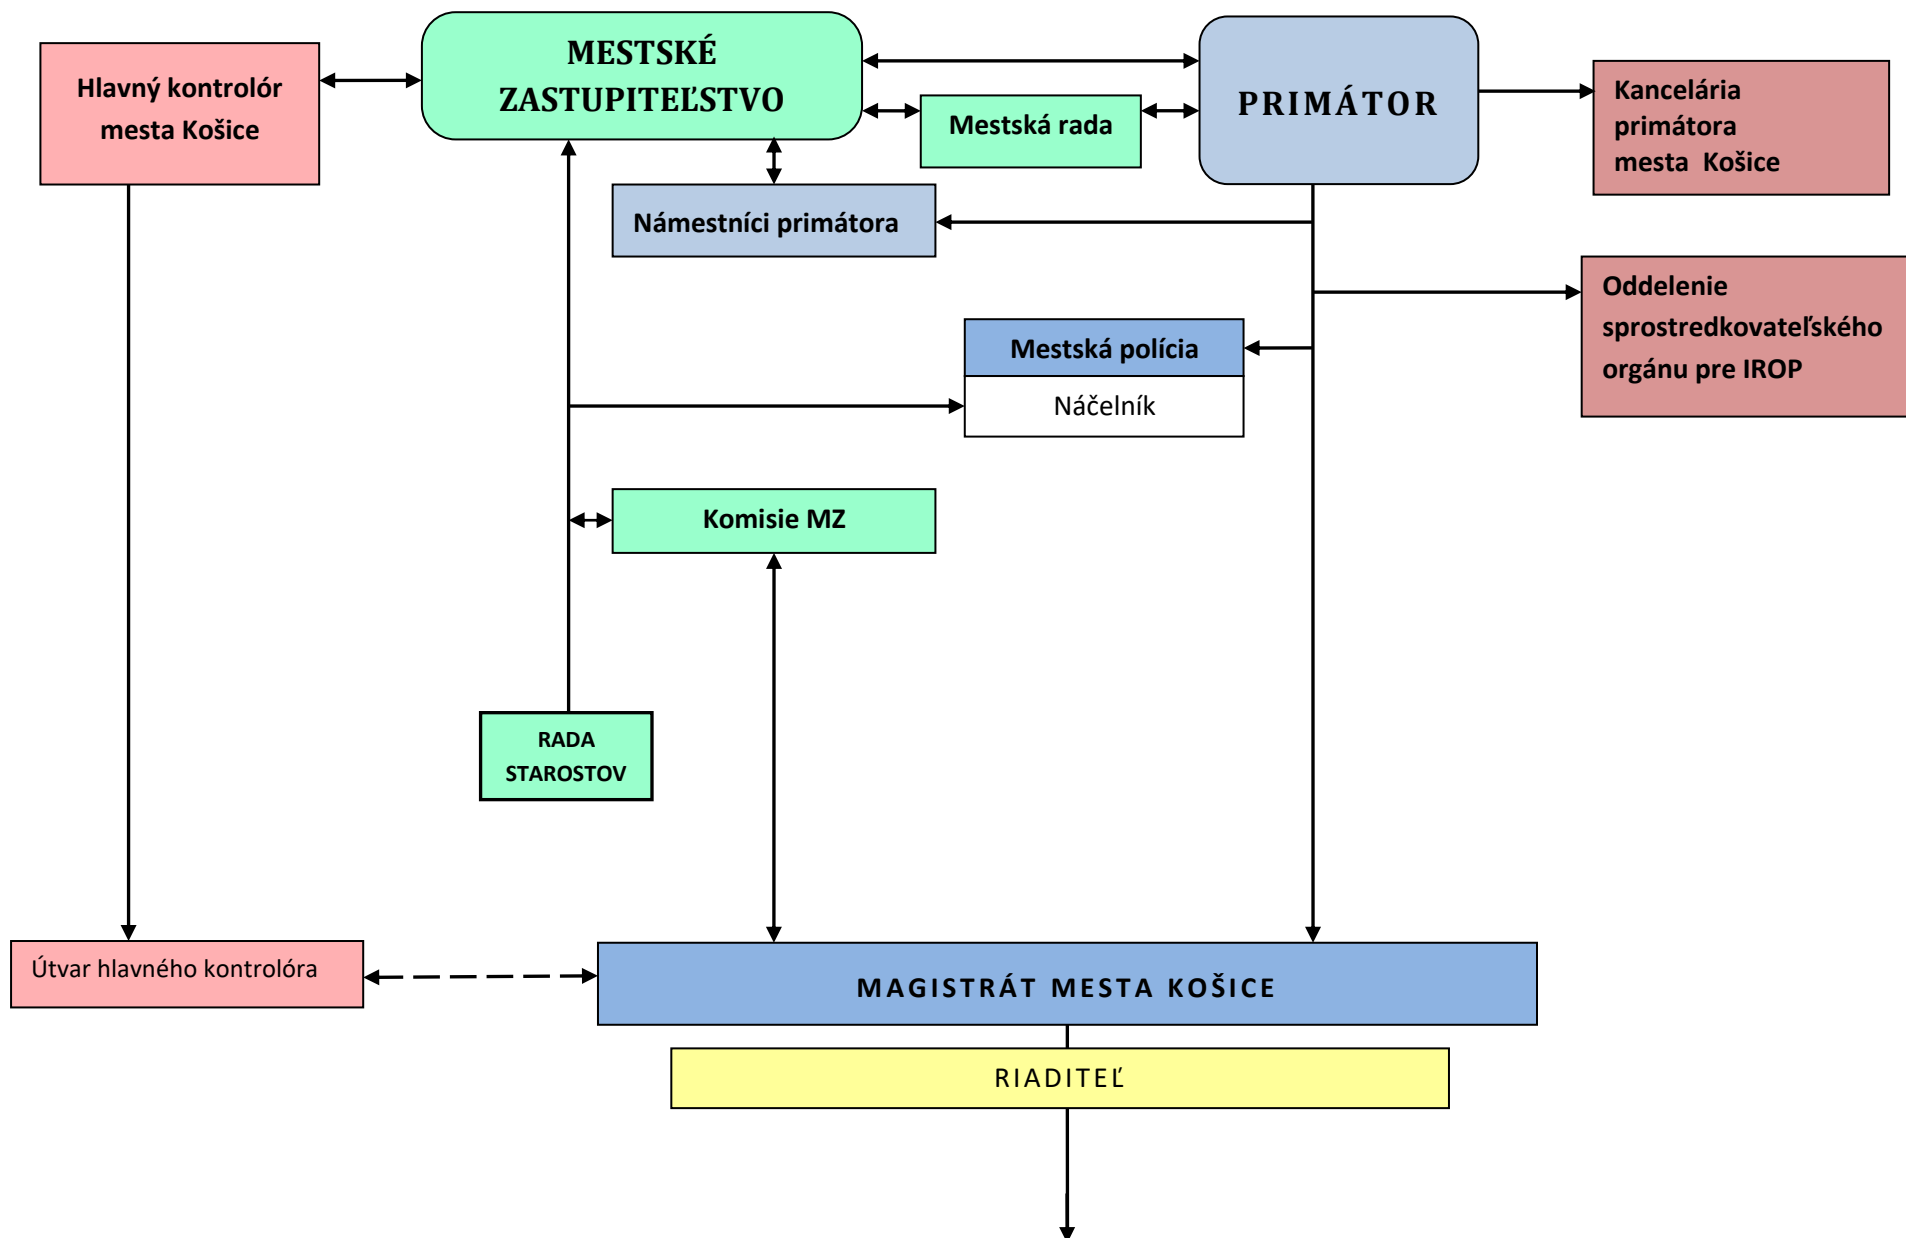 Hlavný kontrolór
mesta Košice
MESTSKÉ
ZASTUPITEĽSTVO
Mestská rada
PRIMÁTOR
Kancelária
primátora
mesta Košice
Námestníci primátora
Oddelenie
sprostredkovateľského
orgánu pre IROP
Mestská polícia
Náčelník
Komisie MZ
RADA
STAROSTOV
Útvar hlavného kontrolóra
MAGISTRÁT MESTA KOŠICE
RIADITEĽ